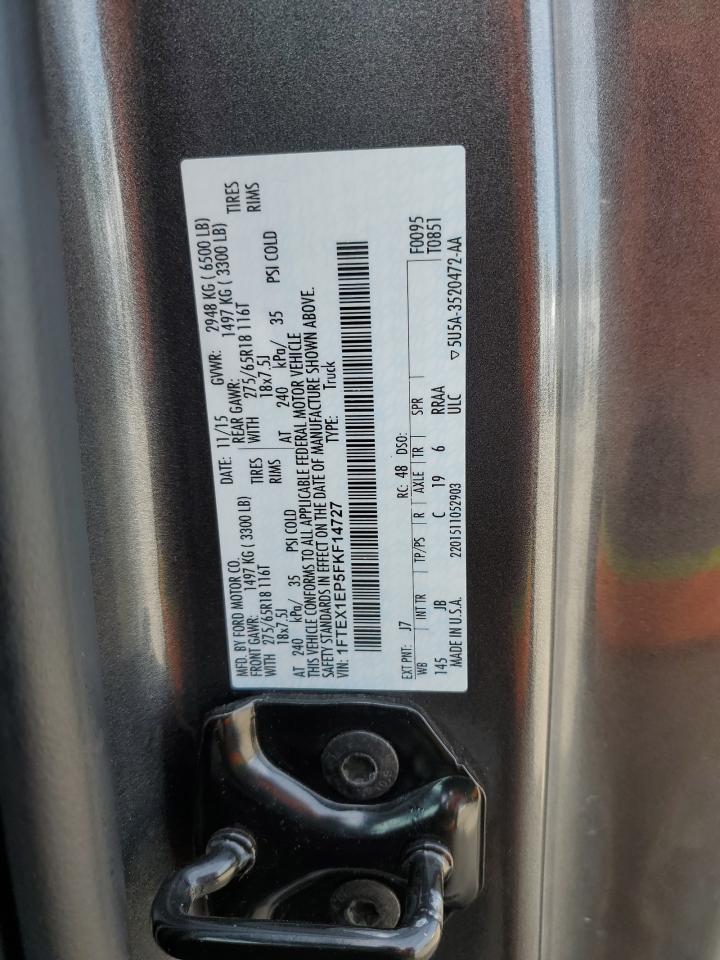 MFD. BY FORD MOTOR CO. DATE: 11/15 GVWR: 2948 KG ( 6500 LB)
FRONT GAWR: 1497 KG (3300 LB) REAR GAWR: 1497 KG ( 3300 LB)
WITH 275/65R18 116T TIRES WITH 275/65R18 116T TIRES
18x7.5J RIMS 18x7.5J RIMS
AT 240 kPa/ 35 PSI COLD AT 240 kPa/ 35 PSI COLD
THIS VEHICLE CONFORMS TO ALL APPLICABLE FEDERAL MOTOR VEHICLE
SAFETY STANDARDS IN EFFECT ON THE DATE OF MANUFACTURE SHOWN ABOVE.
VIN: 1FTEX1EP5FKF14727 TYPE: Truck
EXT PNT: J7 RC: 48 DSO: F0095
WB INT TR TP/PS R AXLE TR SPR T0851
145 JB C 19 6 RRAA
MADE IN U.S.A. 2201511052903 ULC ▽5U5A-3520472-AA